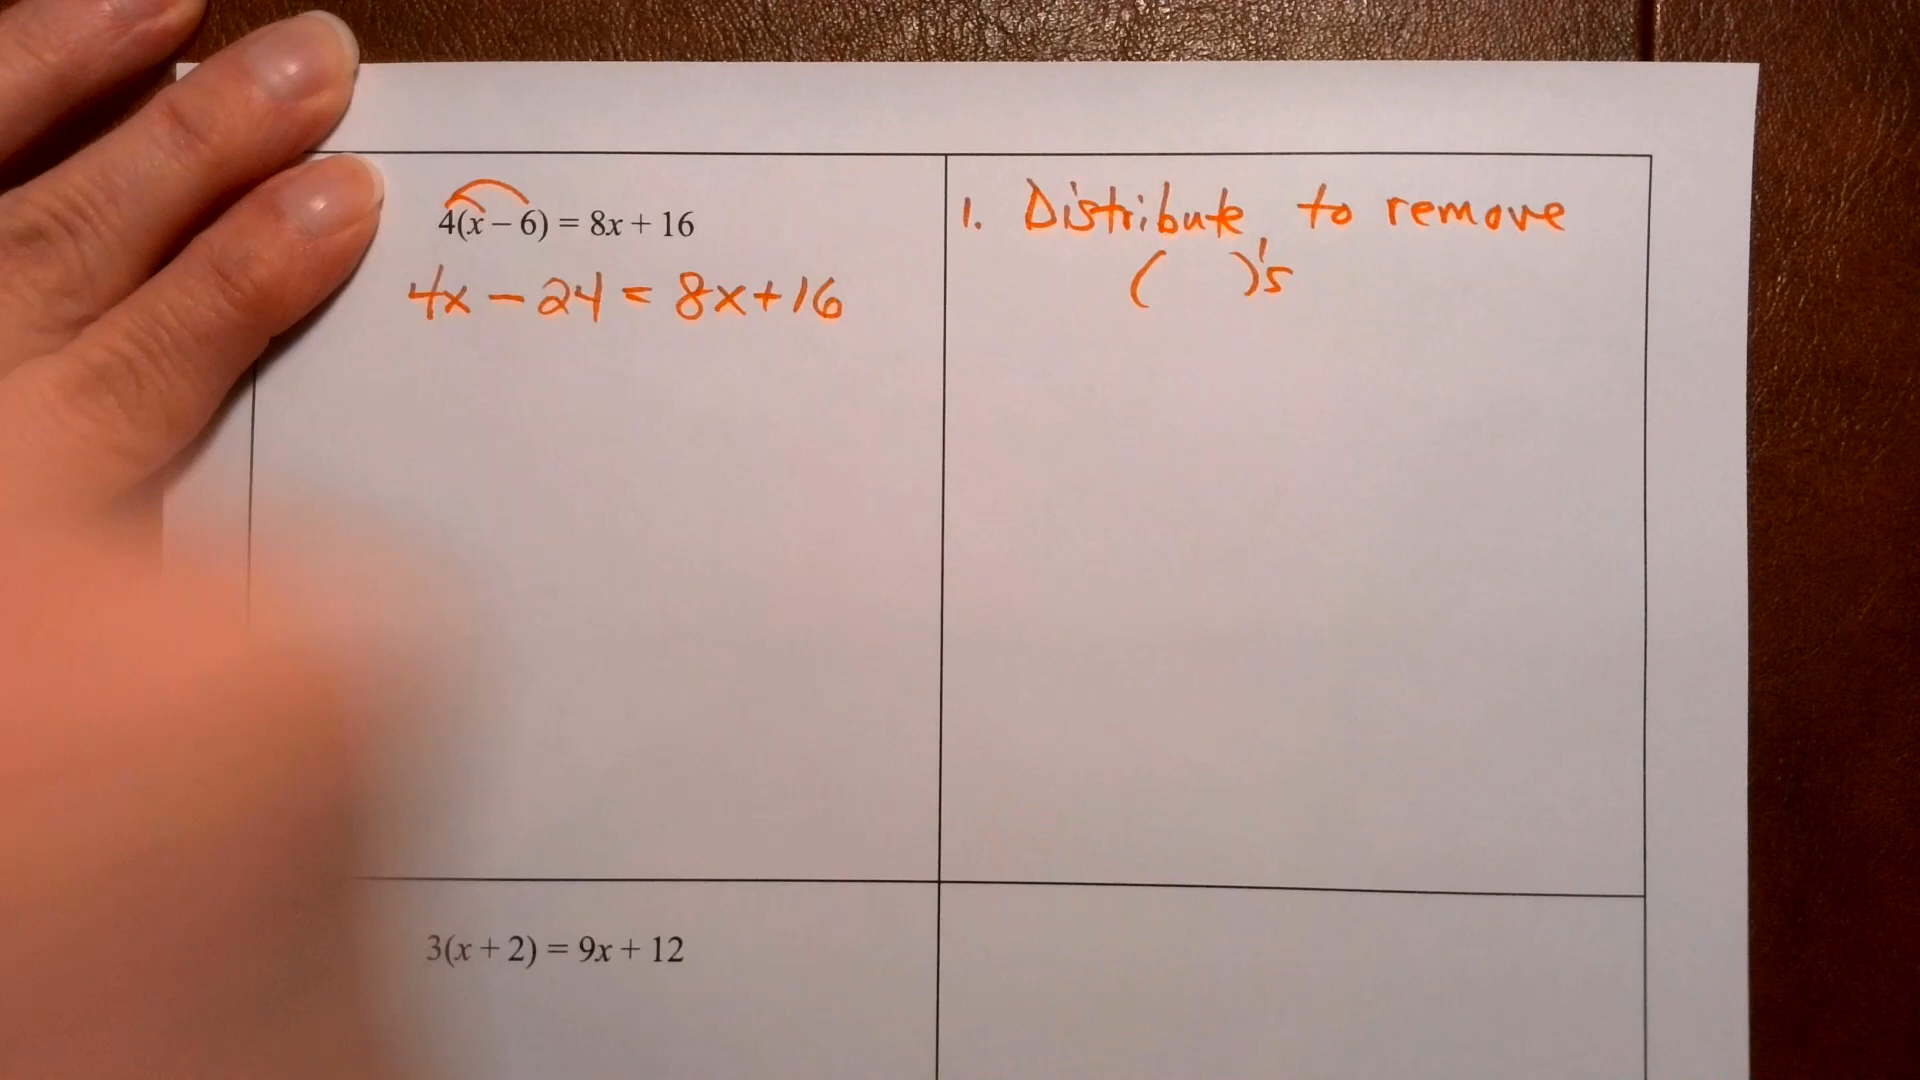 4(x – 6) = 8x + 16
4x – 24 = 8x + 16
1. Distribute to remove
( )'s
3(x + 2) = 9x + 12